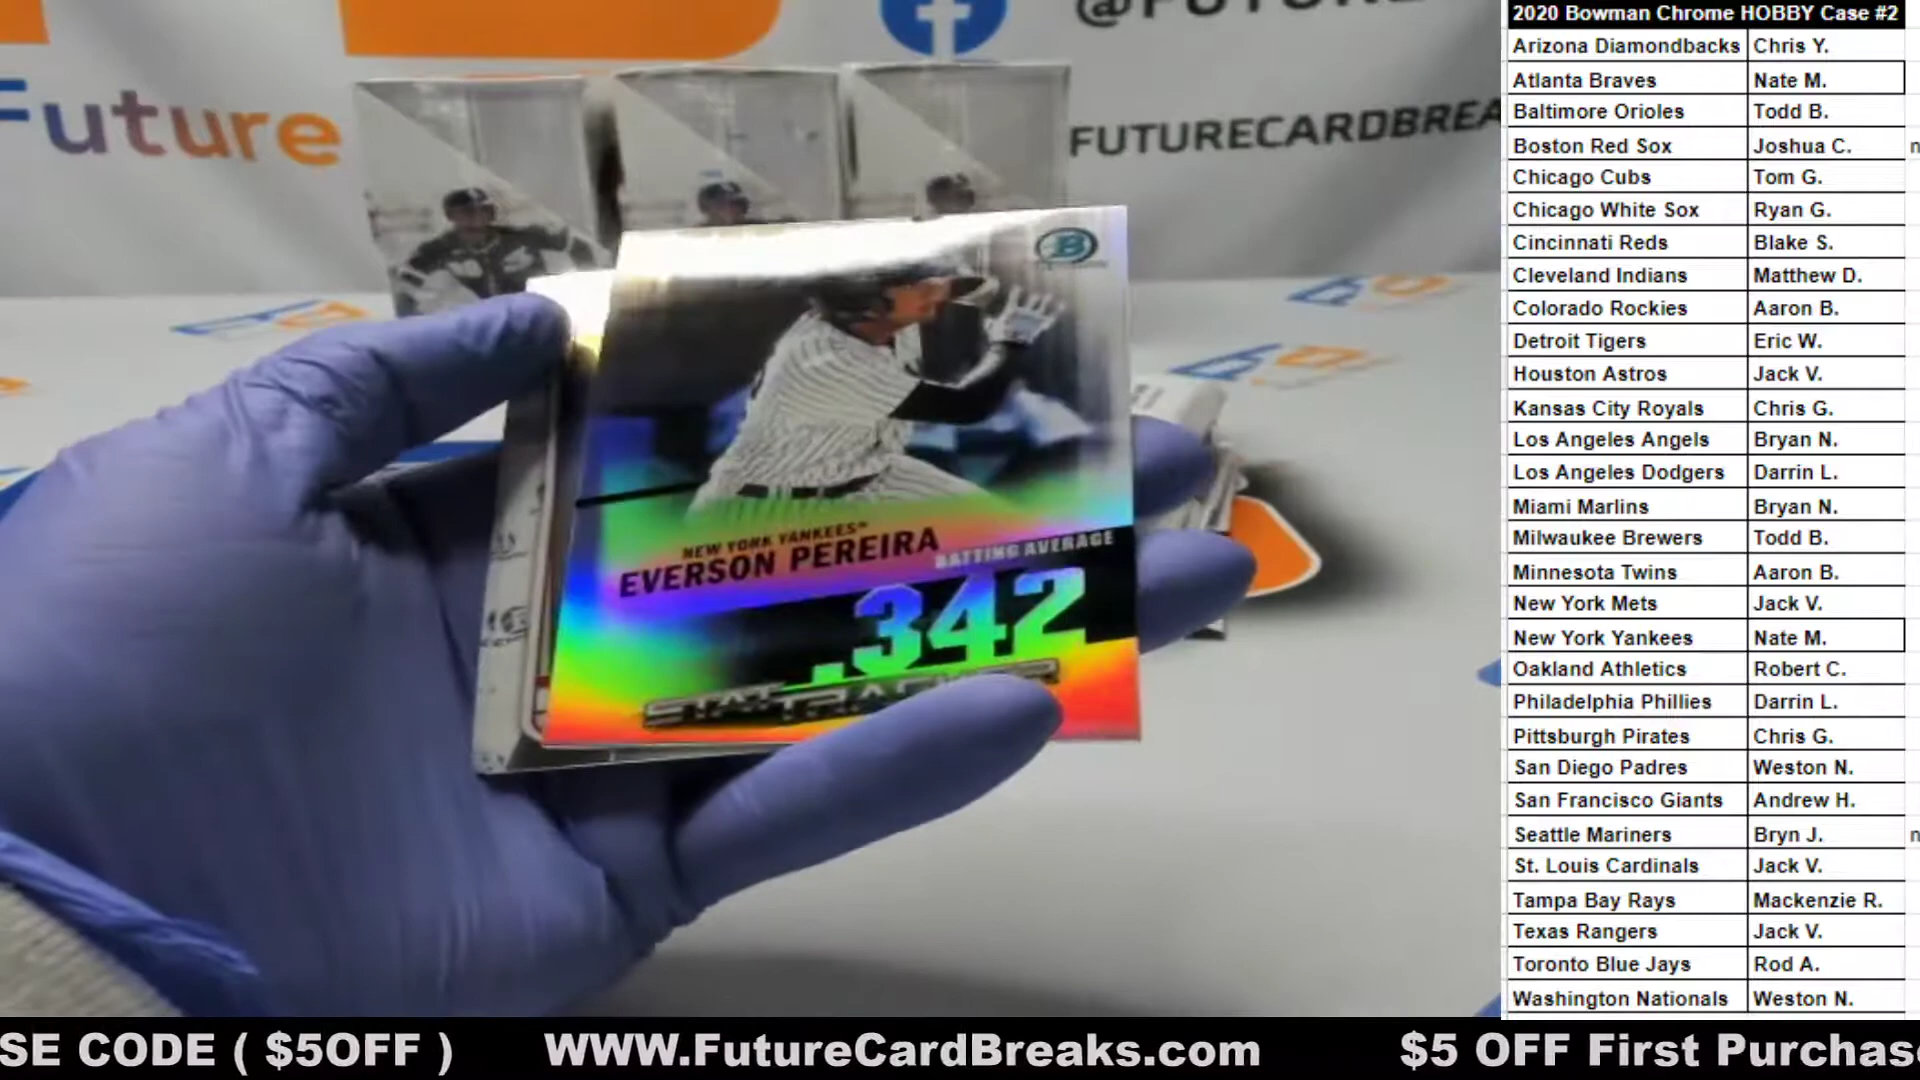 @FUTURE
Future
FUTURECARDBREA
B
NEW YORK YANKEES®
EVERSON PEREIRA
BATTING AVERAGE
.342
STAT TRACKER
2020 Bowman Chrome HOBBY Case #2
Arizona Diamondbacks Chris Y.
Atlanta Braves Nate M.
Baltimore Orioles Todd B.
Boston Red Sox Joshua C.
Chicago Cubs Tom G.
Chicago White Sox Ryan G.
Cincinnati Reds Blake S.
Cleveland Indians Matthew D.
Colorado Rockies Aaron B.
Detroit Tigers Eric W.
Houston Astros Jack V.
Kansas City Royals Chris G.
Los Angeles Angels Bryan N.
Los Angeles Dodgers Darrin L.
Miami Marlins Bryan N.
Milwaukee Brewers Todd B.
Minnesota Twins Aaron B.
New York Mets Jack V.
New York Yankees Nate M.
Oakland Athletics Robert C.
Philadelphia Phillies Darrin L.
Pittsburgh Pirates Chris G.
San Diego Padres Weston N.
San Francisco Giants Andrew H.
Seattle Mariners Bryn J.
St. Louis Cardinals Jack V.
Tampa Bay Rays Mackenzie R.
Texas Rangers Jack V.
Toronto Blue Jays Rod A.
Washington Nationals Weston N.
SE CODE ( $5OFF ) WWW.FutureCardBreaks.com $5 OFF First Purchase